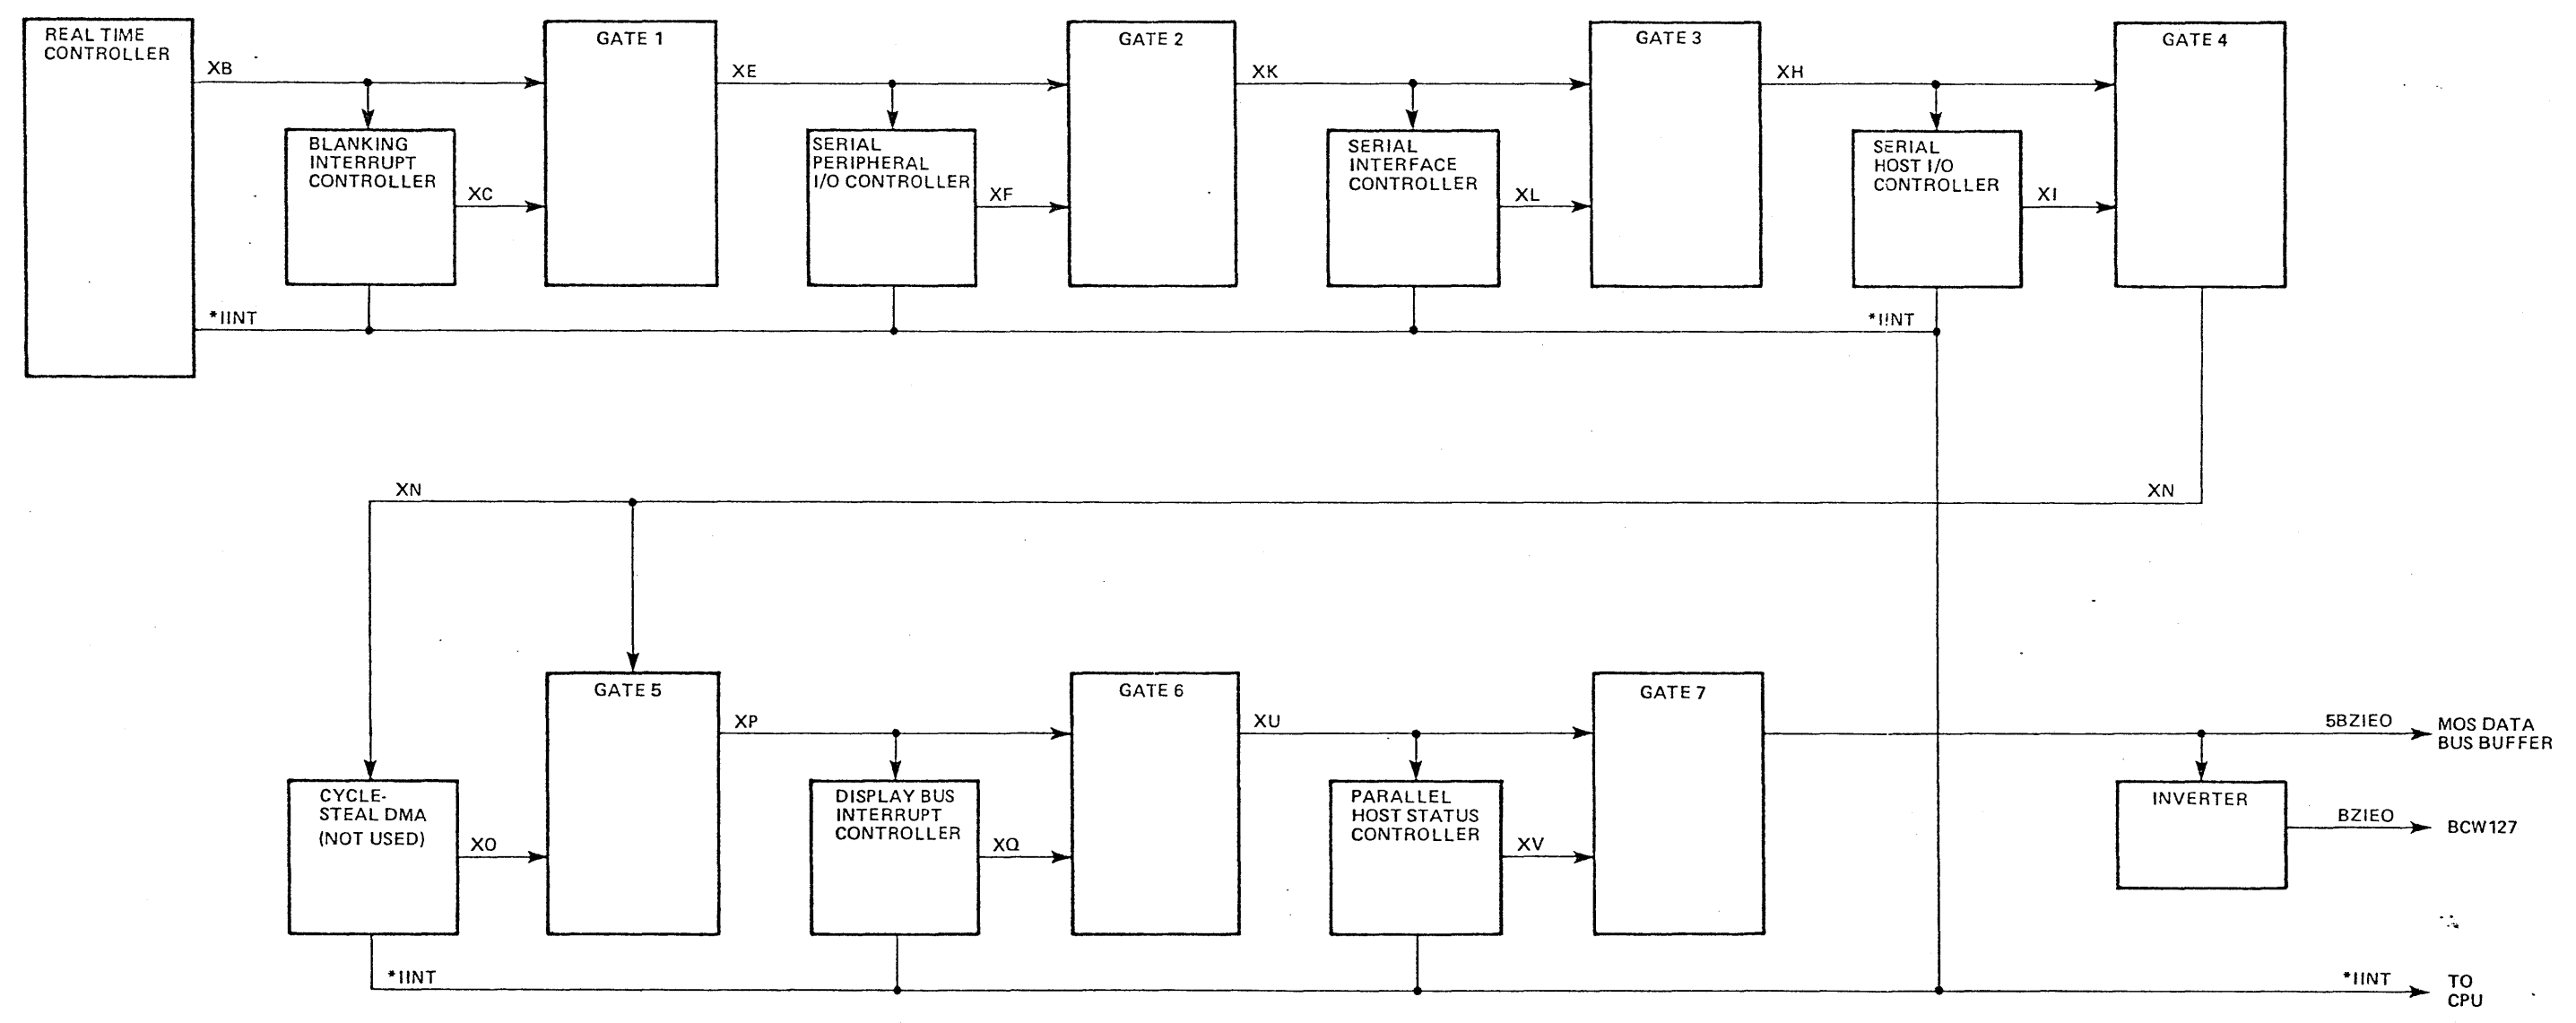 REAL TIME
CONTROLLER
XB
GATE 1
XE
GATE 2
XK
GATE 3
XH
GATE 4
BLANKING
INTERRUPT
CONTROLLER
XC
SERIAL
PERIPHERAL
I/O CONTROLLER
XF
SERIAL
INTERFACE
CONTROLLER
XL
SERIAL
HOST I/O
CONTROLLER
XI
*IINT
*IINT
XN
XN
GATE 5
XP
GATE 6
XU
GATE 7
5BZIEO
MOS DATA
BUS BUFFER
CYCLE-
STEAL DMA
(NOT USED)
XO
DISPLAY BUS
INTERRUPT
CONTROLLER
XQ
PARALLEL
HOST STATUS
CONTROLLER
XV
INVERTER
BZIEO
BCW127
*IINT
*IINT
TO
CPU